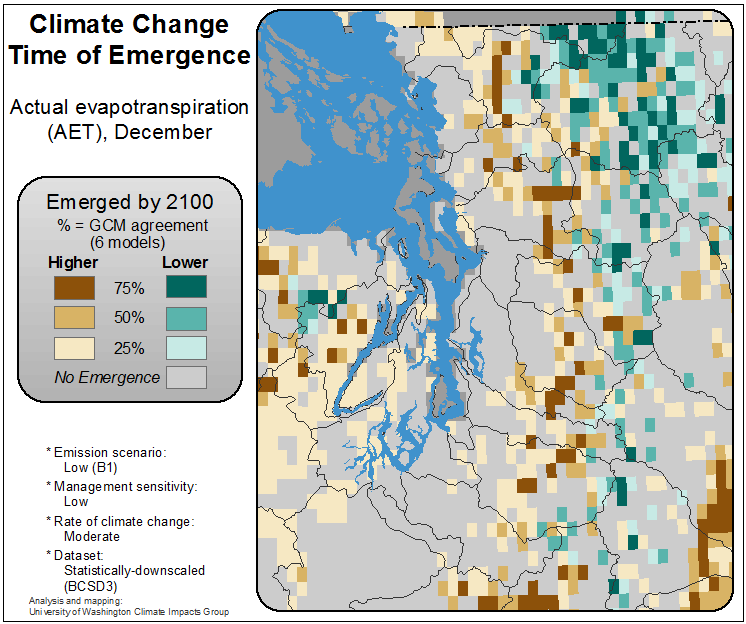 Climate Change
Time of Emergence
Actual evapotranspiration
(AET), December
Emerged by 2100
% = GCM agreement
(6 models)
Higher Lower
75%
50%
25%
No Emergence
* Emission scenario:
Low (B1)
* Management sensitivity:
Low
* Rate of climate change:
Moderate
* Dataset:
Statistically-downscaled
(BCSD3)
Analysis and mapping:
University of Washington Climate Impacts Group